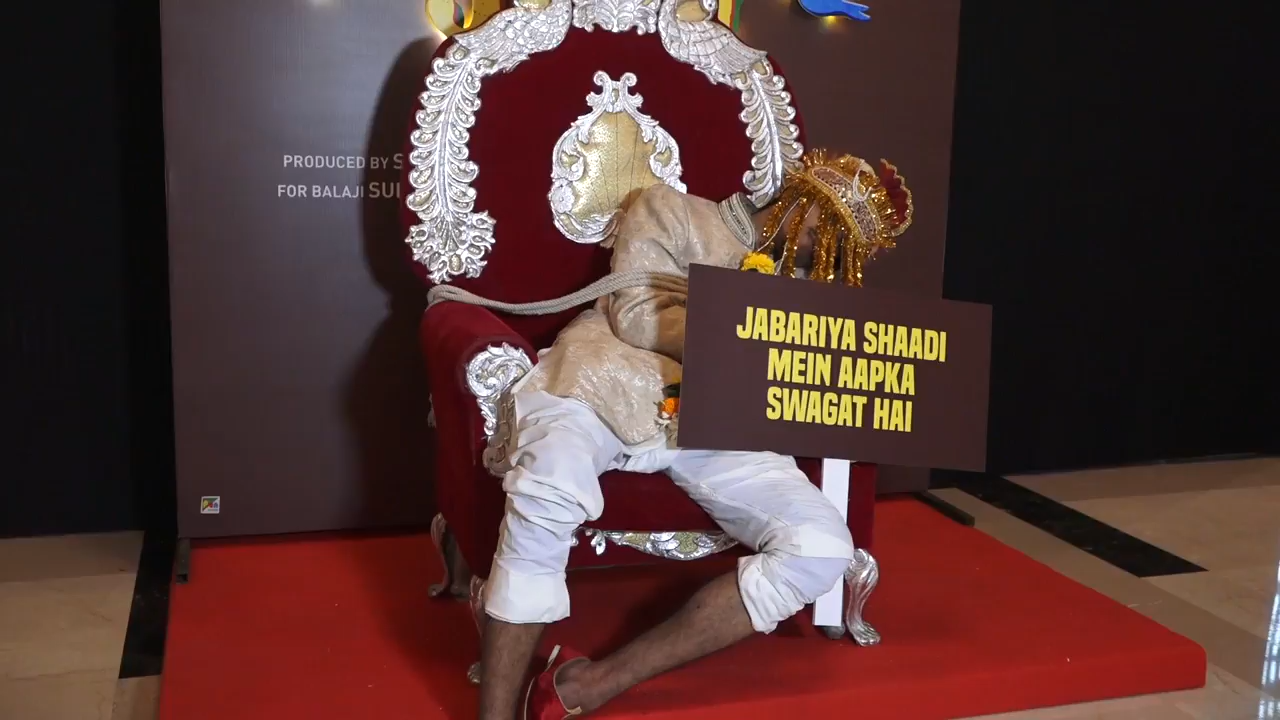 PRODUCED BY
FOR BALAJI
JABARIYA SHAADI
MEIN AAPKA
SWAGAT HAI